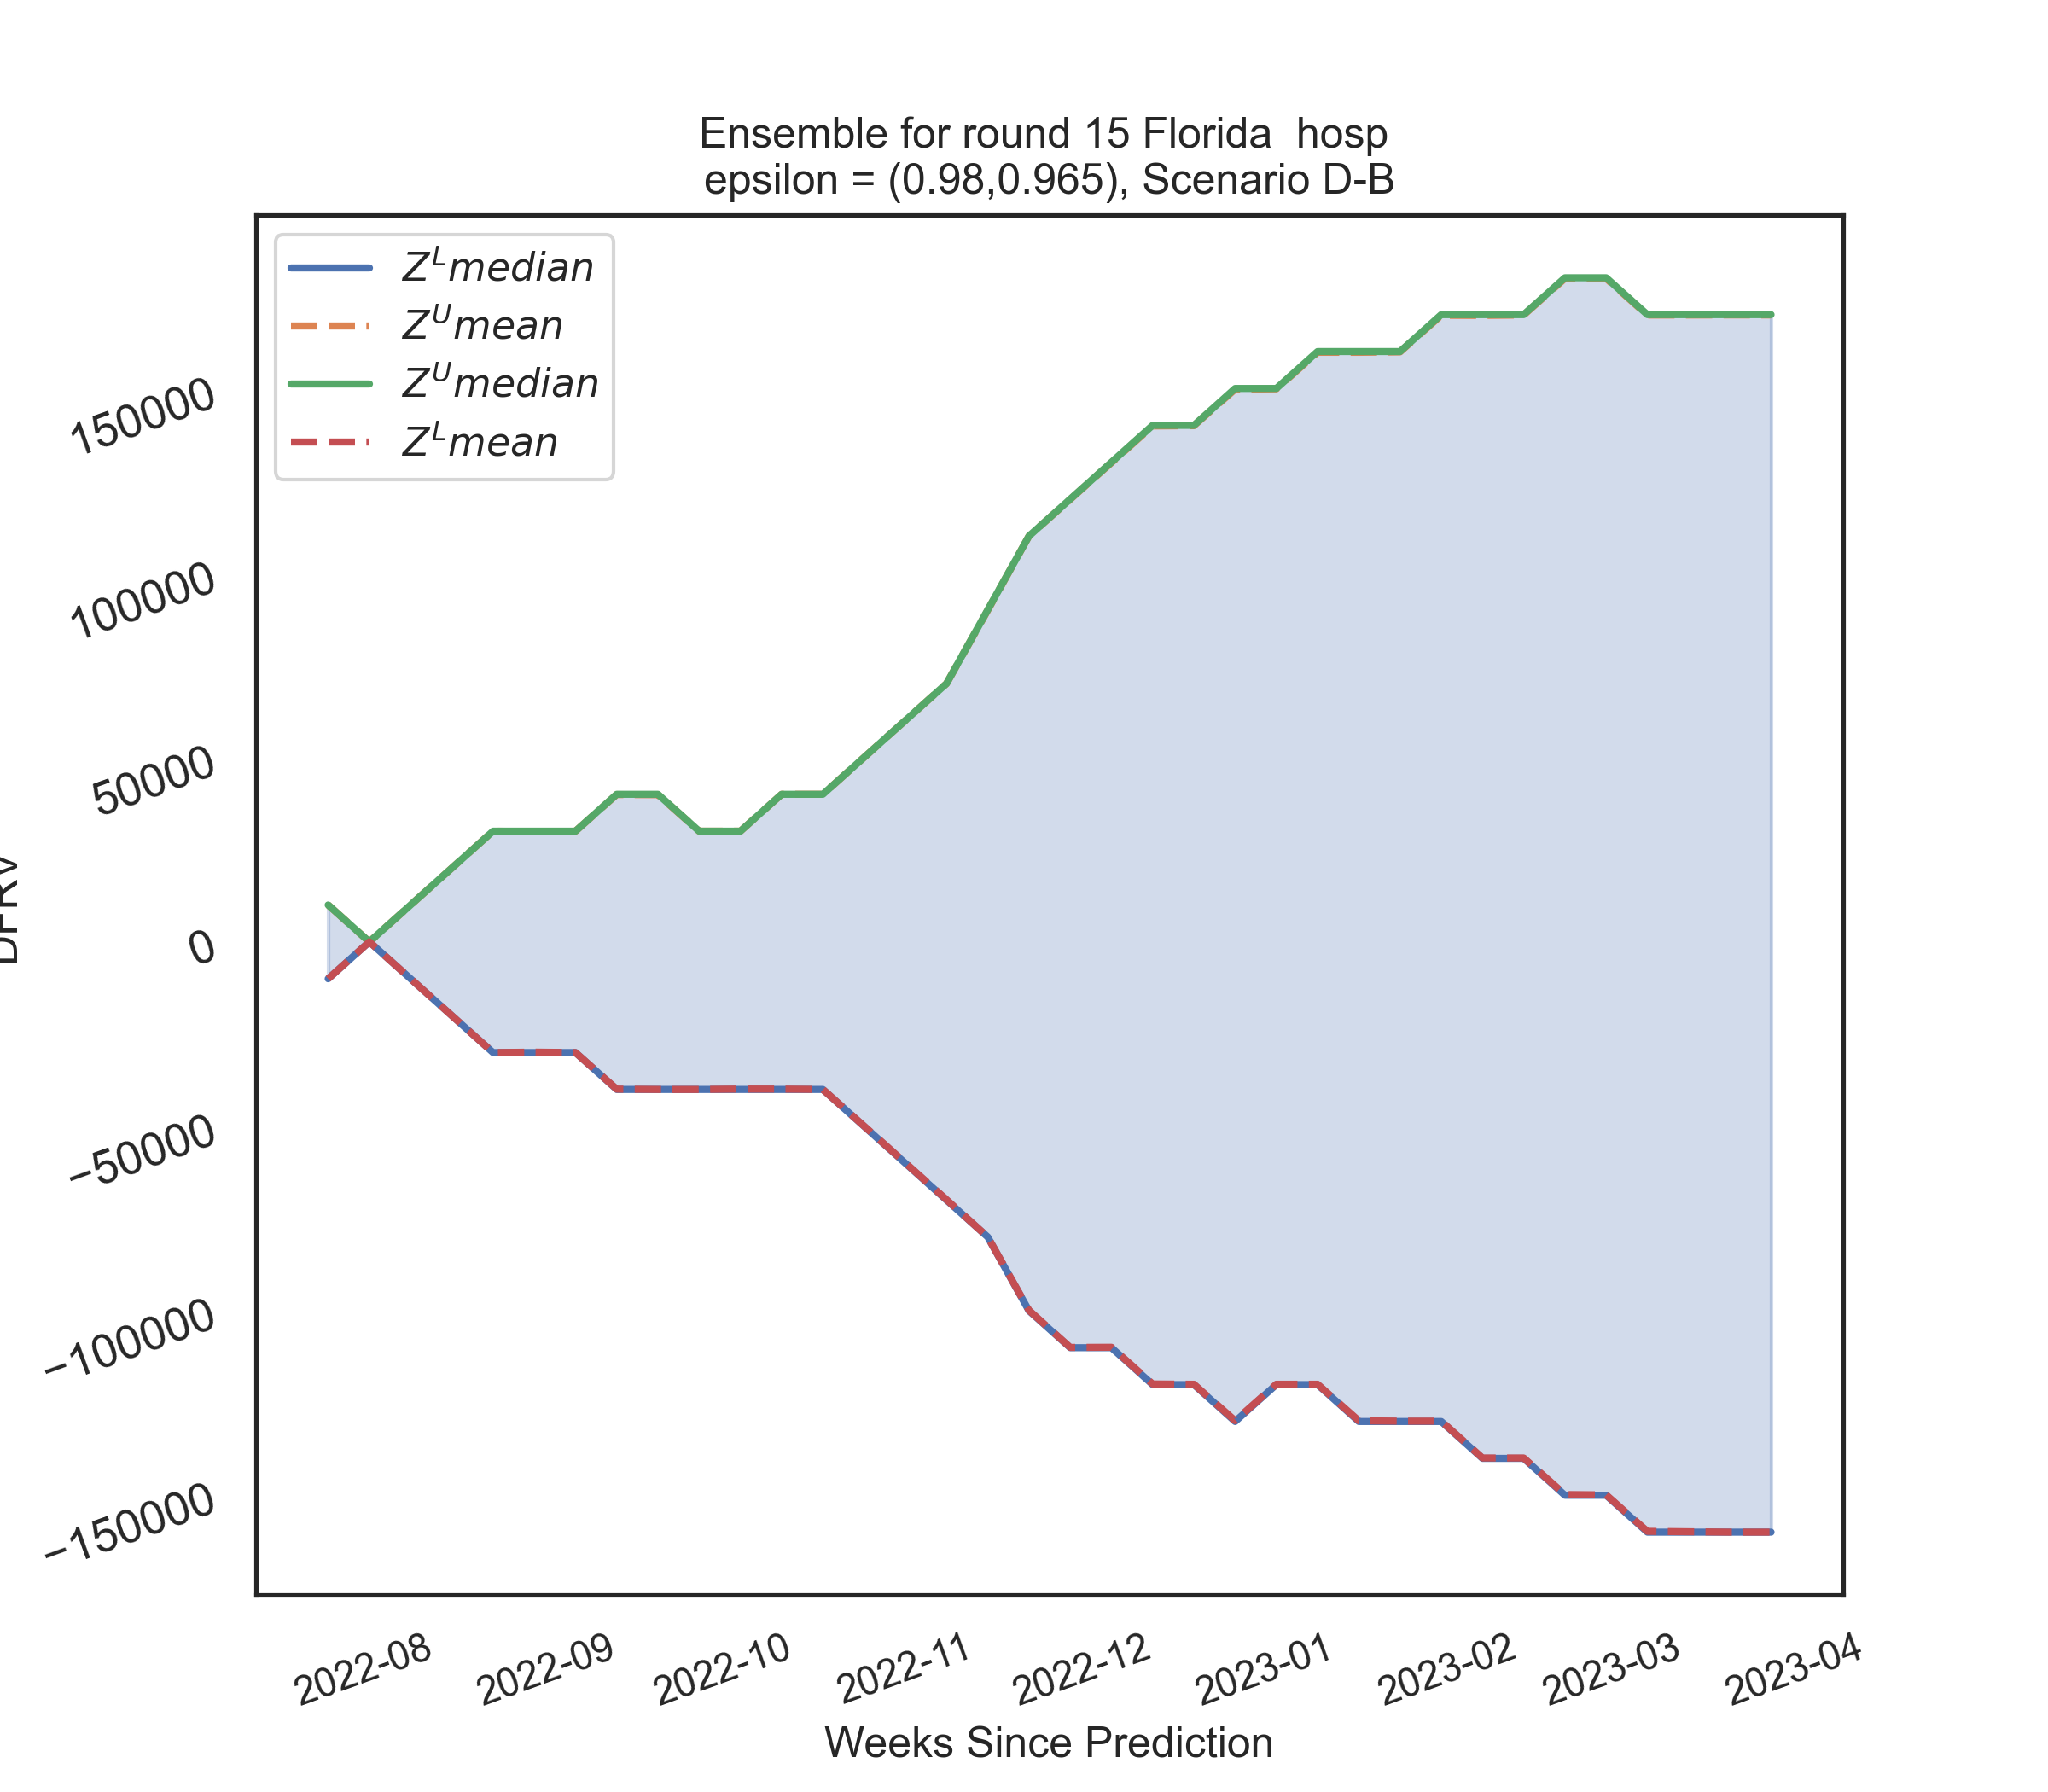 Ensemble for round 15 Florida  hosp
epsilon = (0.98,0.965), Scenario D-B
Z^L median
Z^U mean
Z^U median
Z^L mean
150000
100000
50000
0
−50000
−100000
−150000
2022-08
2022-09
2022-10
2022-11
2022-12
2023-01
2023-02
2023-03
2023-04
Weeks Since Prediction